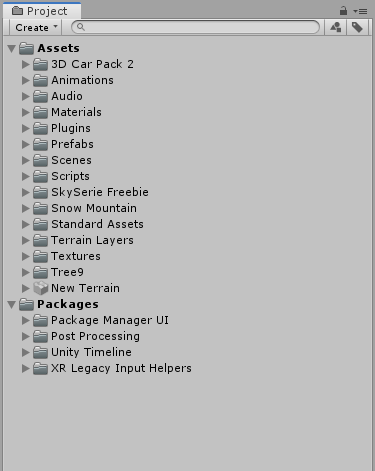 Project
Create
Assets
3D Car Pack 2
Animations
Audio
Materials
Plugins
Prefabs
Scenes
Scripts
SkySerie Freebie
Snow Mountain
Standard Assets
Terrain Layers
Textures
Tree9
New Terrain
Packages
Package Manager UI
Post Processing
Unity Timeline
XR Legacy Input Helpers